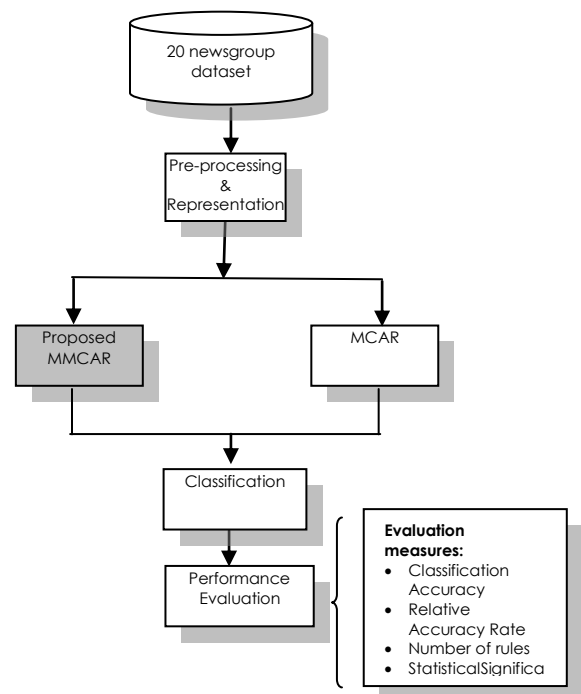 20 newsgroup
dataset
Pre-processing
&
Representation
Proposed
MMCAR
MCAR
Classification
Performance
Evaluation
Evaluation
measures:
• Classification
Accuracy
• Relative
Accuracy Rate
• Number of rules
• StatisticalSignifica